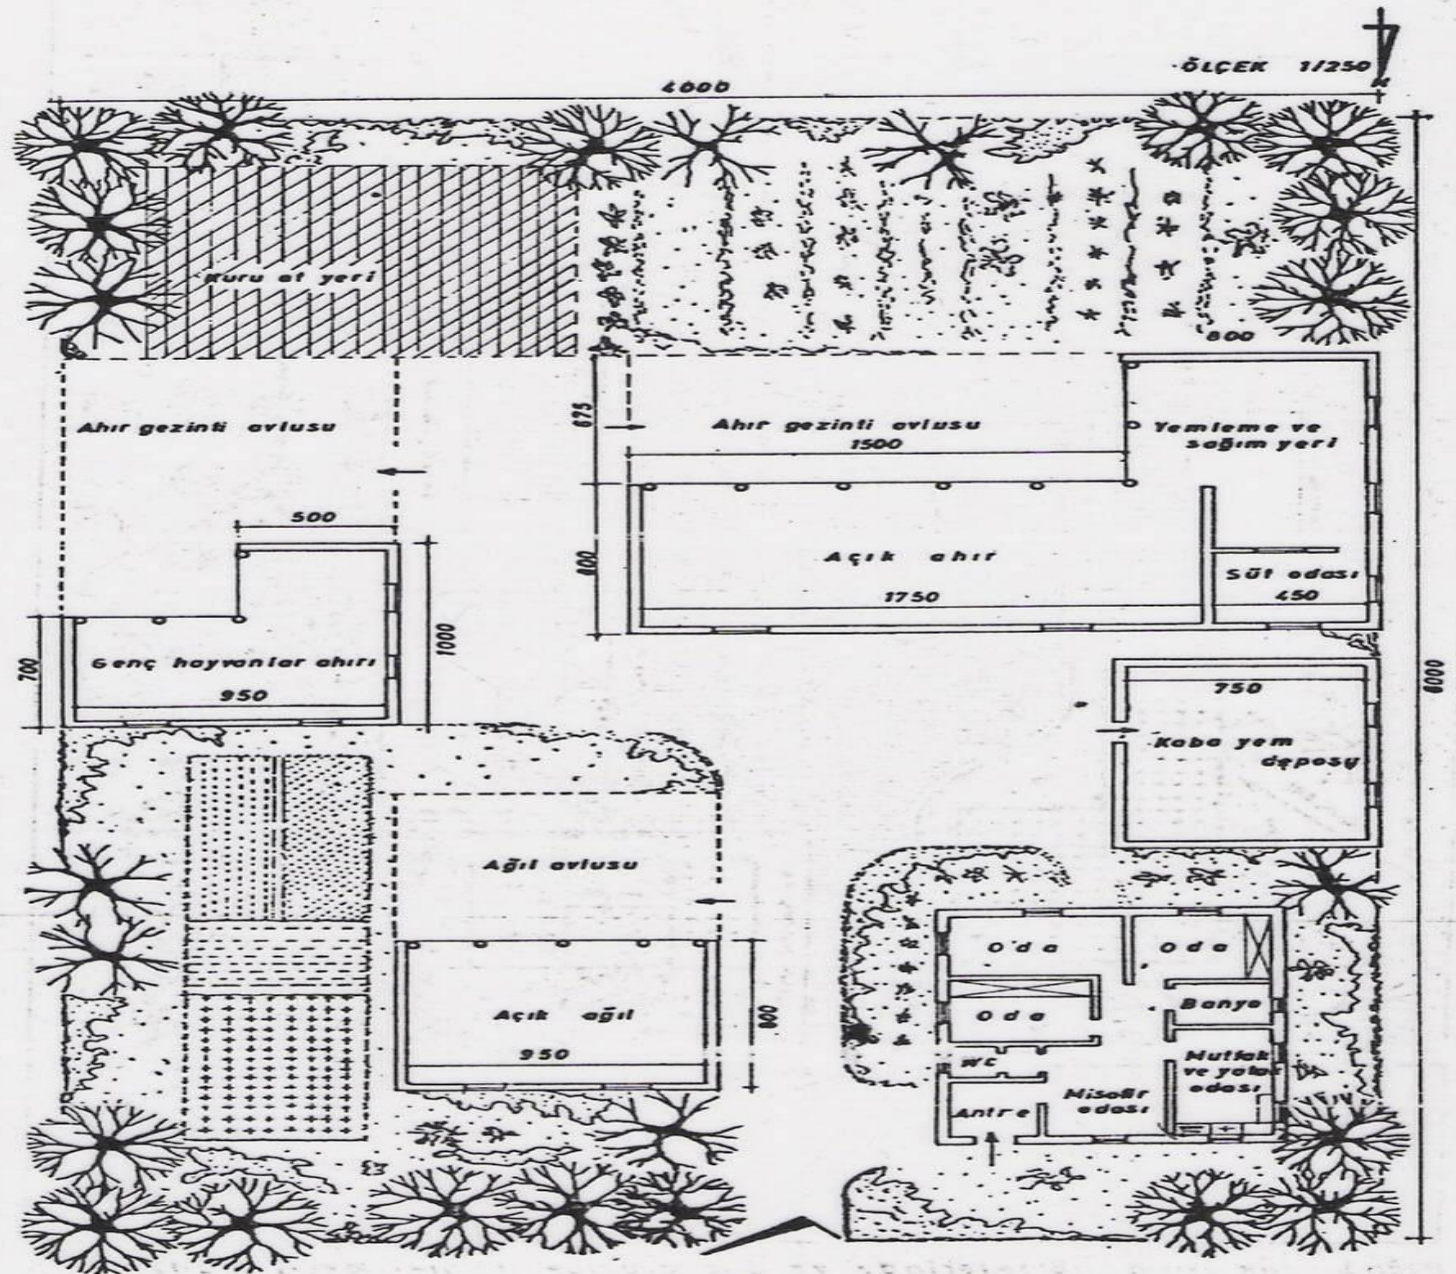 ÖLÇEK 1/250
4000
Kuru ot yeri
800
675
Ahır gezinti avlusu
Ahır gezinti avlusu
1500
Yemleme ve
sağım yeri
500
800
Açık ahır
1750
Süt odası
450
700
Genç hayvanlar ahırı
950
1000
6000
750
Kaba yem
deposu
Ağıl avlusu
Açık ağıl
950
800
Oda
Oda
Oda
Banyo
WC
Mutfak
ve yatak
odası
Misafir
odası
Antre